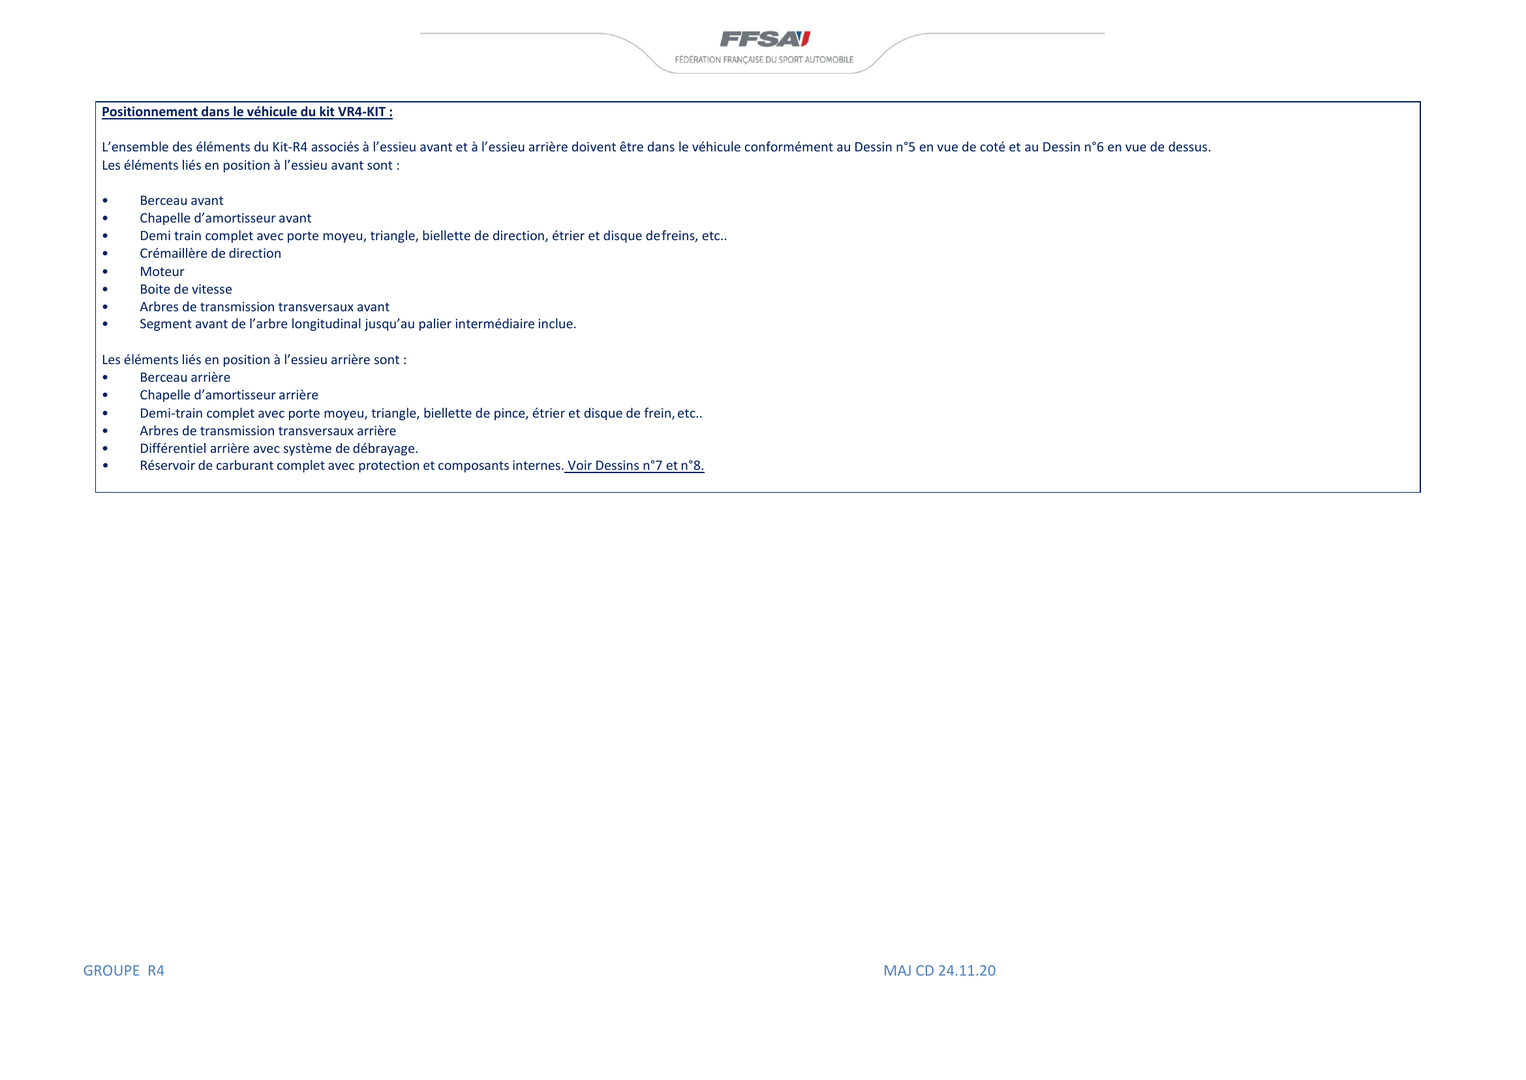 FFSA
FÉDÉRATION FRANÇAISE DU SPORT AUTOMOBILE
Positionnement dans le véhicule du kit VR4-KIT :
L’ensemble des éléments du Kit-R4 associés à l’essieu avant et à l’essieu arrière doivent être dans le véhicule conformément au Dessin n°5 en vue de coté et au Dessin n°6 en vue de dessus.
Les éléments liés en position à l’essieu avant sont :
• Berceau avant
• Chapelle d’amortisseur avant
• Demi train complet avec porte moyeu, triangle, biellette de direction, étrier et disque de freins, etc..
• Crémaillère de direction
• Moteur
• Boite de vitesse
• Arbres de transmission transversaux avant
• Segment avant de l’arbre longitudinal jusqu’au palier intermédiaire inclue.
Les éléments liés en position à l’essieu arrière sont :
• Berceau arrière
• Chapelle d’amortisseur arrière
• Demi-train complet avec porte moyeu, triangle, biellette de pince, étrier et disque de frein, etc..
• Arbres de transmission transversaux arrière
• Différentiel arrière avec système de débrayage.
• Réservoir de carburant complet avec protection et composants internes. Voir Dessins n°7 et n°8.
GROUPE R4 MAJ CD 24.11.20